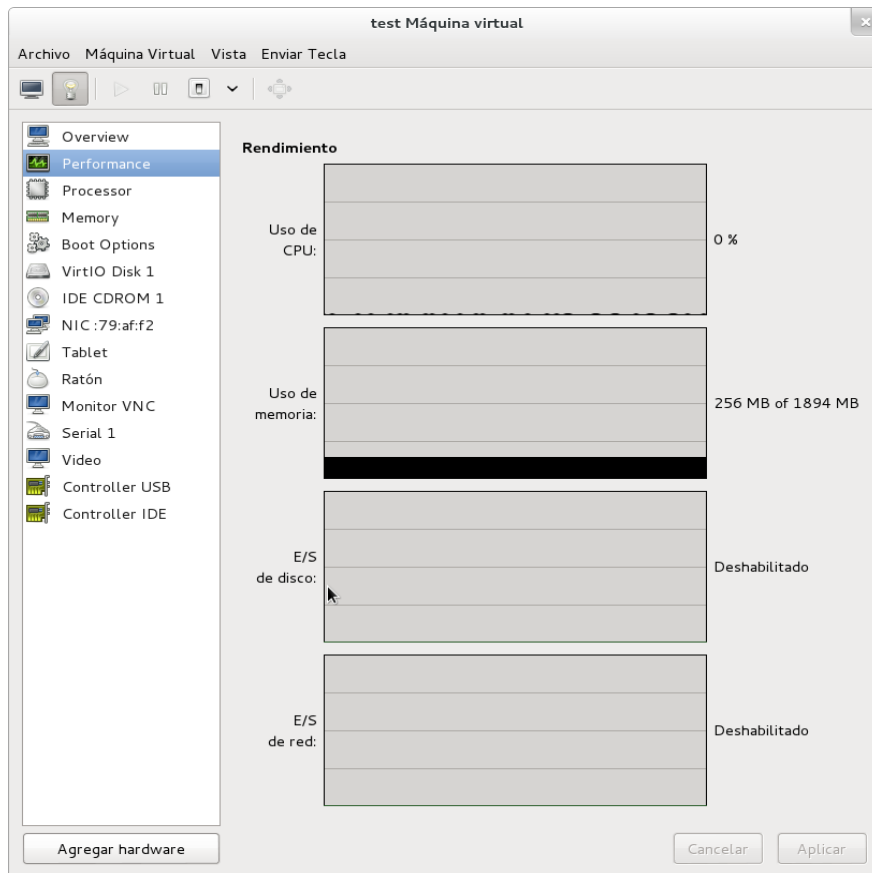 test Máquina virtual
Archivo Máquina Virtual Vista Enviar Tecla
Overview
Performance
Processor
Memory
Boot Options
VirtIO Disk 1
IDE CDROM 1
NIC :79:af:f2
Tablet
Ratón
Monitor VNC
Serial 1
Video
Controller USB
Controller IDE
Agregar hardware
Rendimiento
Uso de
CPU:
0 %
Uso de
memoria:
256 MB of 1894 MB
E/S
de disco:
Deshabilitado
E/S
de red:
Deshabilitado
Cancelar
Aplicar